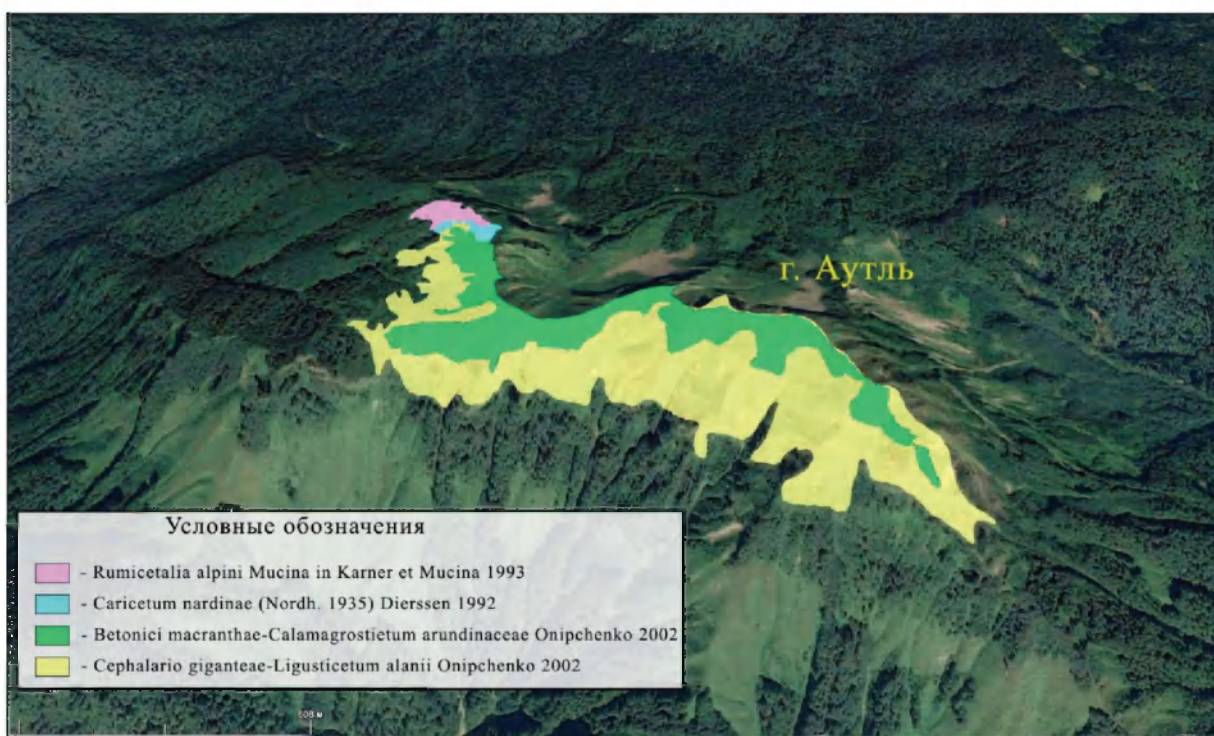 г. Аутль
Условные обозначения
- Rumicetalia alpini Mucina in Karner et Mucina 1993
- Caricetum nardinae (Nordh. 1935) Dierssen 1992
- Betonici macranthae-Calamagrostietum arundinaceae Onipchenko 2002
- Cephalario giganteae-Ligusticetum alanii Onipchenko 2002